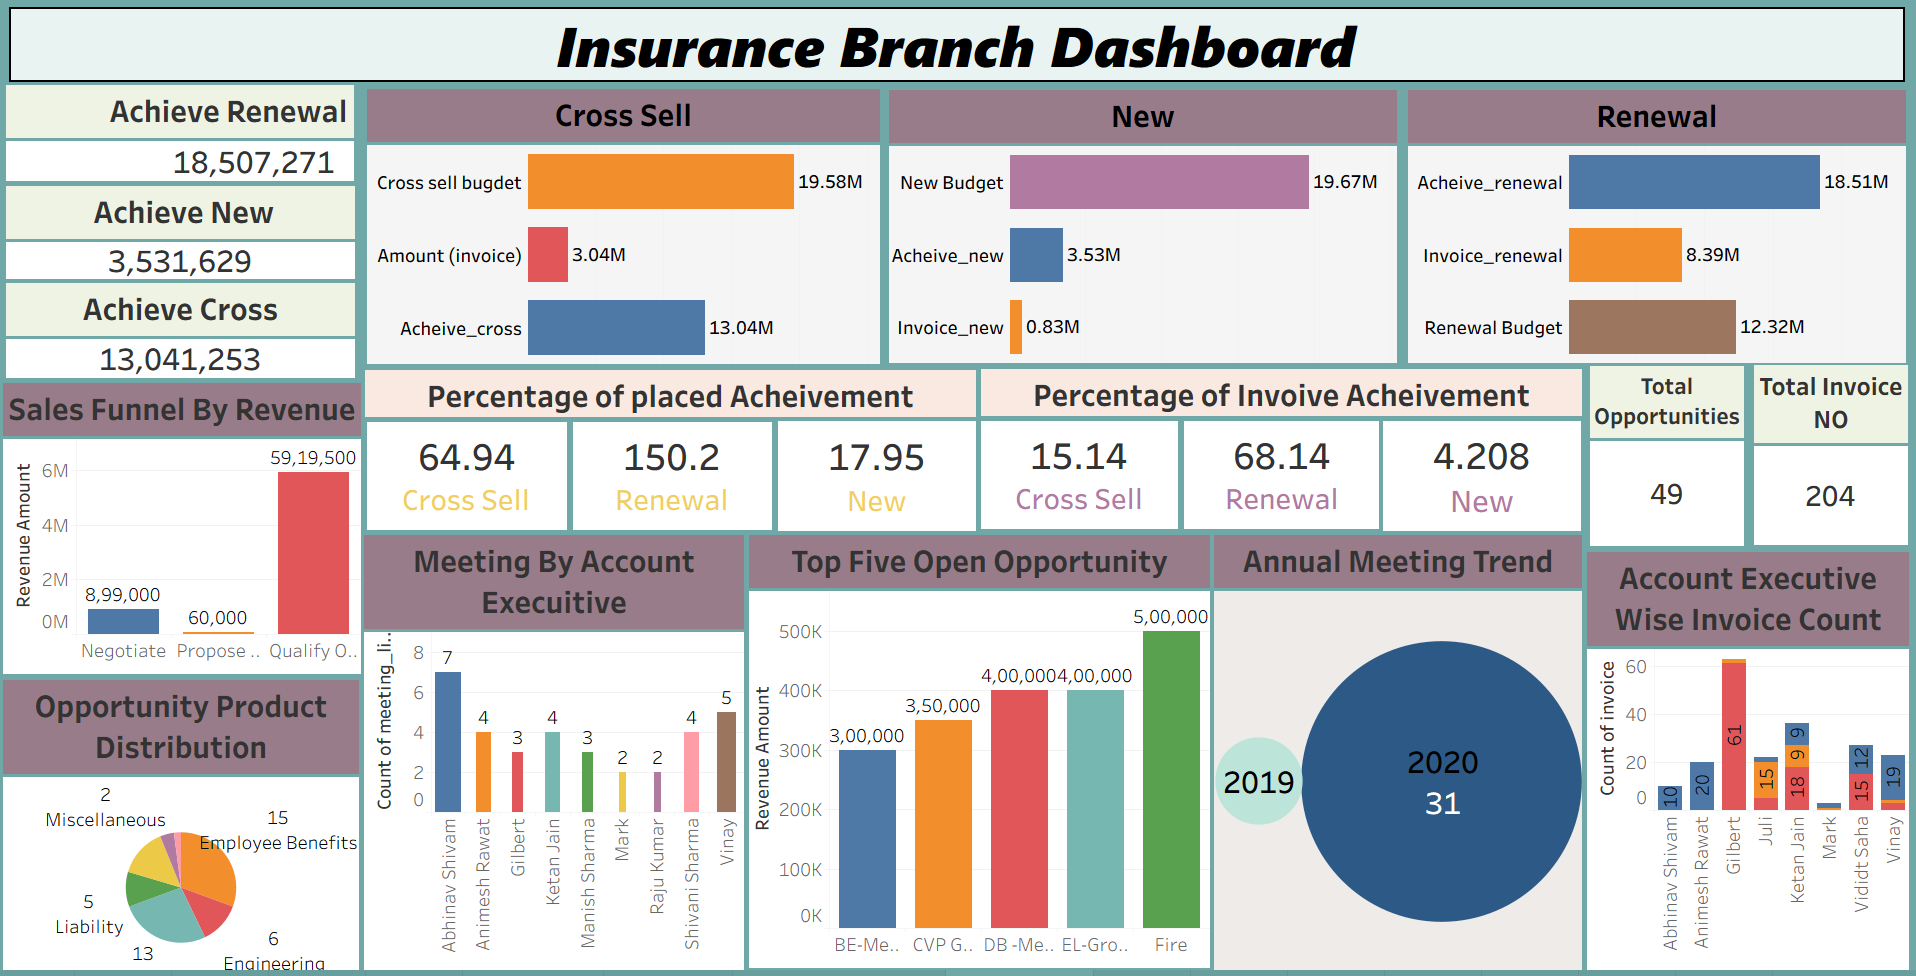 Insurance Branch Dashboard
Achieve Renewal
18,507,271
Achieve New
3,531,629
Achieve Cross
13,041,253
Cross Sell
Cross sell bugdet
19.58M
Amount (invoice)
3.04M
Acheive_cross
13.04M
New
New Budget
19.67M
Acheive_new
3.53M
Invoice_new
0.83M
Renewal
Acheive_renewal
18.51M
Invoice_renewal
8.39M
Renewal Budget
12.32M
Percentage of placed Acheivement
64.94
Cross Sell
150.2
Renewal
17.95
New
Percentage of Invoive Acheivement
15.14
Cross Sell
68.14
Renewal
4.208
New
Total
Opportunities
49
Total Invoice
NO
204
Sales Funnel By Revenue
Revenue Amount
6M
4M
2M
0M
8,99,000
60,000
59,19,500
Negotiate
Propose ..
Qualify O..
Opportunity Product
Distribution
2
Miscellaneous
15
Employee Benefits
5
Liability
13
6
Engineering
Meeting By Account
Execuitive
Count of meeting_li..
8
6
4
2
0
7
4
3
4
3
2
2
4
5
Abhinav Shivam
Animesh Rawat
Gilbert
Ketan Jain
Manish Sharma
Mark
Raju Kumar
Shivani Sharma
Vinay
Top Five Open Opportunity
Revenue Amount
500K
400K
300K
200K
100K
0K
3,00,000
3,50,000
4,00,000
4,00,000
5,00,000
BE-Me..
CVP G..
DB -Me..
EL-Gro..
Fire
Annual Meeting Trend
2019
2020
31
Account Executive
Wise Invoice Count
Count of invoice
60
40
20
0
10
20
61
15
9
9
18
12
15
19
Abhinav Shivam
Animesh Rawat
Gilbert
Juli
Ketan Jain
Mark
Vididt Saha
Vinay